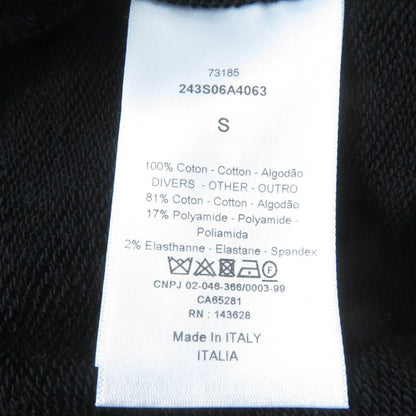 73185
243S06A4063
S
100% Coton - Cotton - Algodão
DIVERS - OTHER - OUTRO
81% Coton - Cotton - Algodão
17% Polyamide - Polyamide -
Poliamida
2% Elasthanne - Elastane - Spandex
CNPJ 02-046-366/0003-99
CA65281
RN : 143628
Made In ITALY
ITALIA